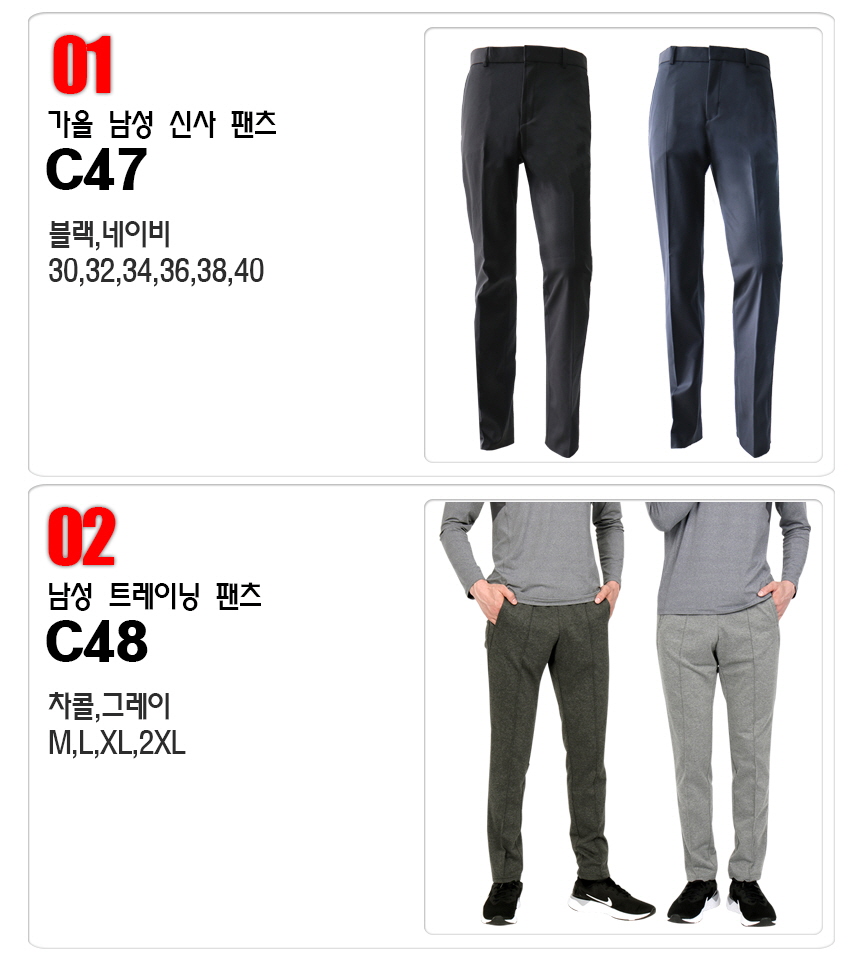 01
가을 남성 신사 팬츠
C47
블랙,네이비
30,32,34,36,38,40
02
남성 트레이닝 팬츠
C48
차콜,그레이
M,L,XL,2XL